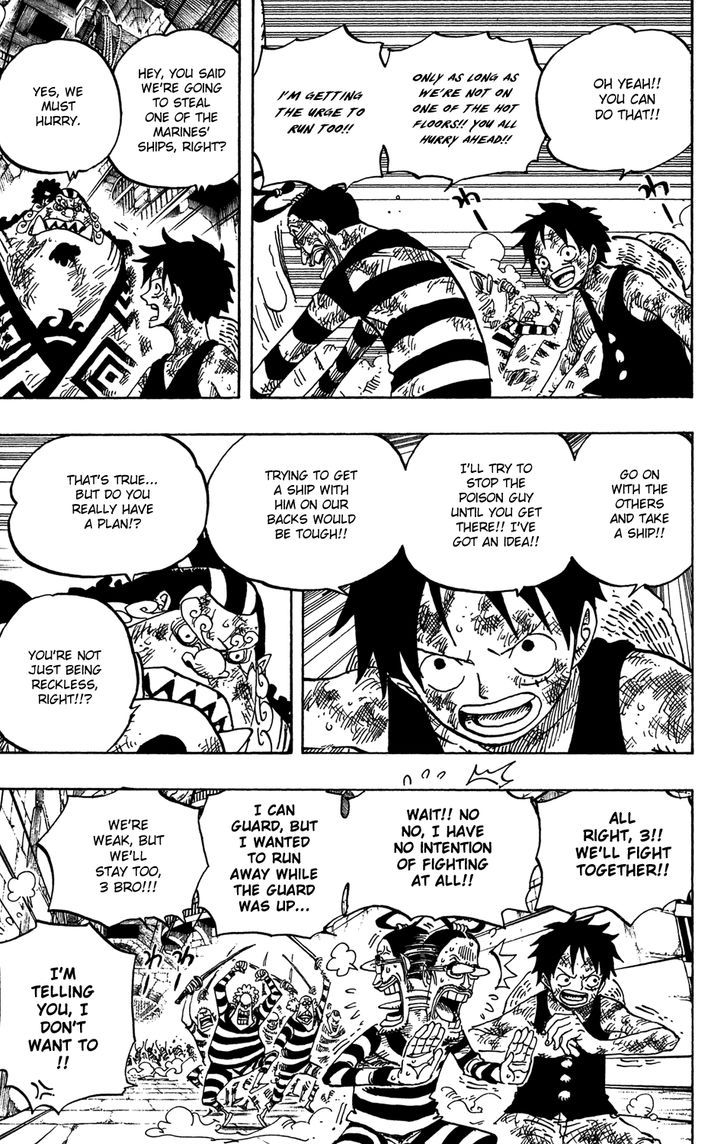 OH YEAH!!
YOU CAN
DO THAT!!
ONLY AS LONG AS
WE'RE NOT ON
ONE OF THE HOT
FLOORS!! YOU ALL
HURRY AHEAD!!
I'M GETTING
THE URGE TO
RUN TOO!!
わ
わ
HEY, YOU SAID
WE'RE GOING
TO STEAL
ONE OF THE
MARINES'
SHIPS, RIGHT?
YES, WE
MUST
HURRY.
GO ON
WITH THE
OTHERS
AND TAKE
A SHIP!!
I'LL TRY TO
STOP THE
POISON GUY
UNTIL YOU GET
THERE!! I'VE
GOT AN IDEA!!
TRYING TO GET
A SHIP WITH
HIM ON OUR
BACKS WOULD
BE TOUGH!!
THAT'S TRUE...
BUT DO YOU
REALLY HAVE
A PLAN!?
YOU'RE NOT
JUST BEING
RECKLESS,
RIGHT!!?
ALL
RIGHT, 3!!
WE'LL FIGHT
TOGETHER!!
WAIT!! NO
NO, I HAVE
NO INTENTION
OF FIGHTING
AT ALL!!
I CAN
GUARD, BUT
I WANTED
TO RUN
AWAY WHILE
THE GUARD
WAS UP...
WE'RE
WEAK, BUT
WE'LL
STAY TOO,
3 BRO!!!
I'M
TELLING
YOU, I
DON'T
WANT TO
!!